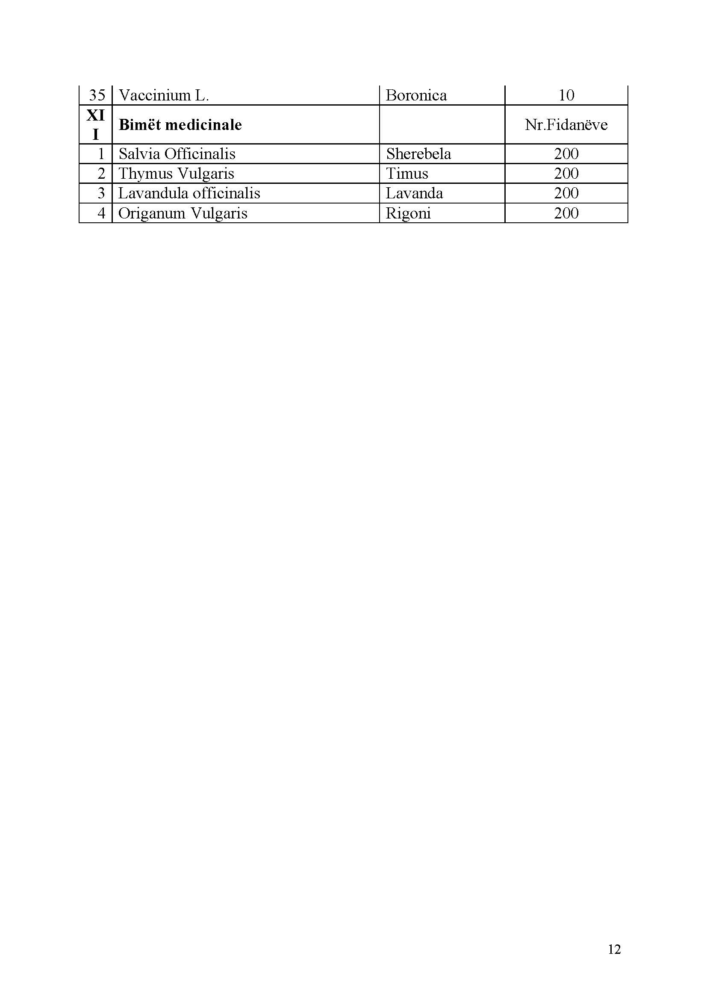 35 Vaccinium L. Boronica 10
XI
I Bimët medicinale Nr.Fidanëve
1 Salvia Officinalis Sherebela 200
2 Thymus Vulgaris Timus 200
3 Lavandula officinalis Lavanda 200
4 Origanum Vulgaris Rigoni 200
12